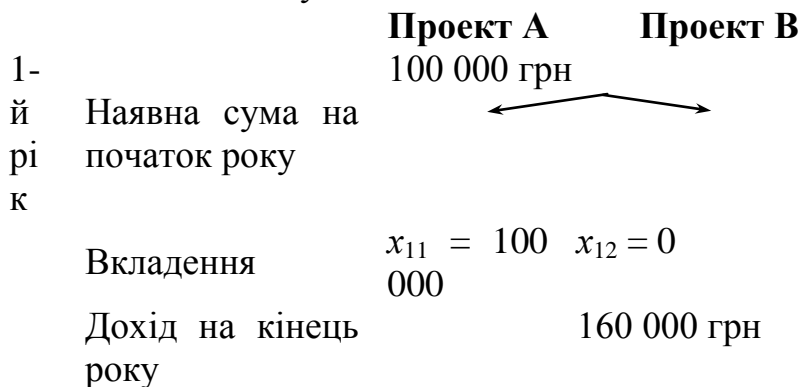 Проект А Проект В
1- 100 000 грн
й Наявна сума на
рі початок року
к
x11 = 100 x12 = 0
Вкладення
000
Дохід на кінець 160 000 грн
року